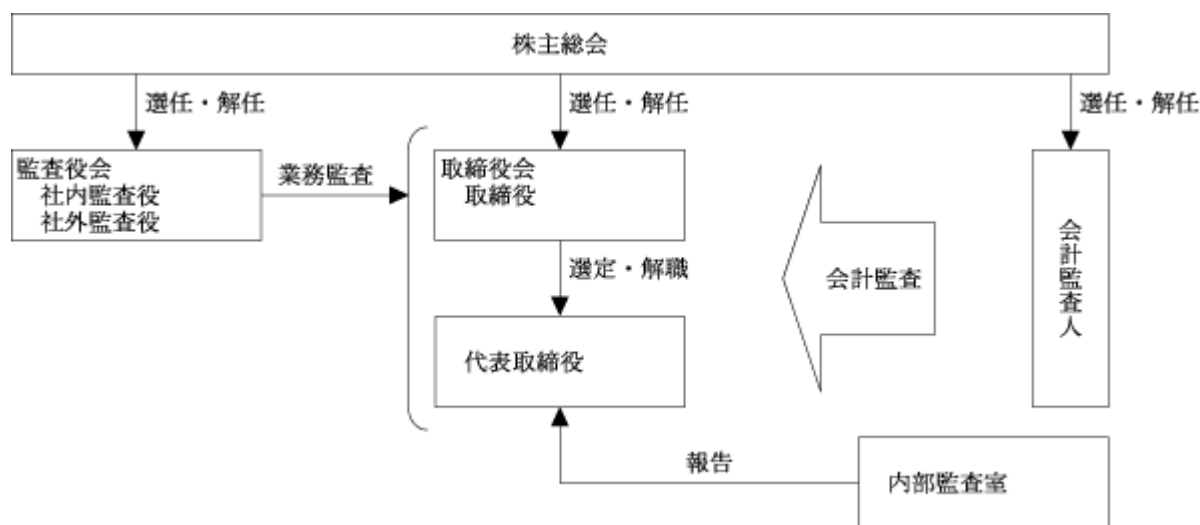 株主総会
選任・解任
選任・解任
選任・解任
監査役会
社内監査役
社外監査役
業務監査
取締役会
取締役
選定・解職
代表取締役
会計監査
会計監査人
報告
内部監査室